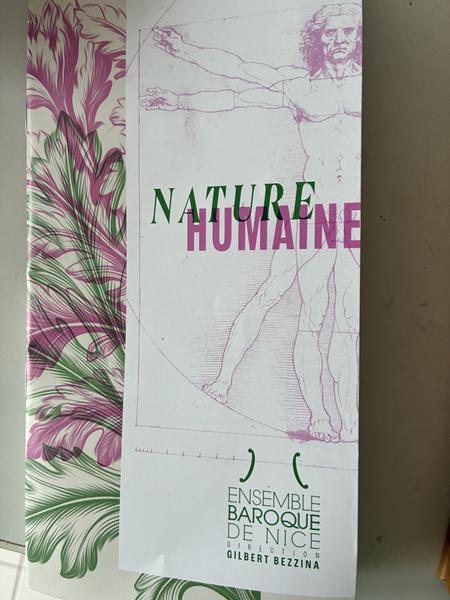 NATURE
HUMAINE
ENSEMBLE
BAROQUE
DE NICE
DIRECTION
GILBERT BEZZINA